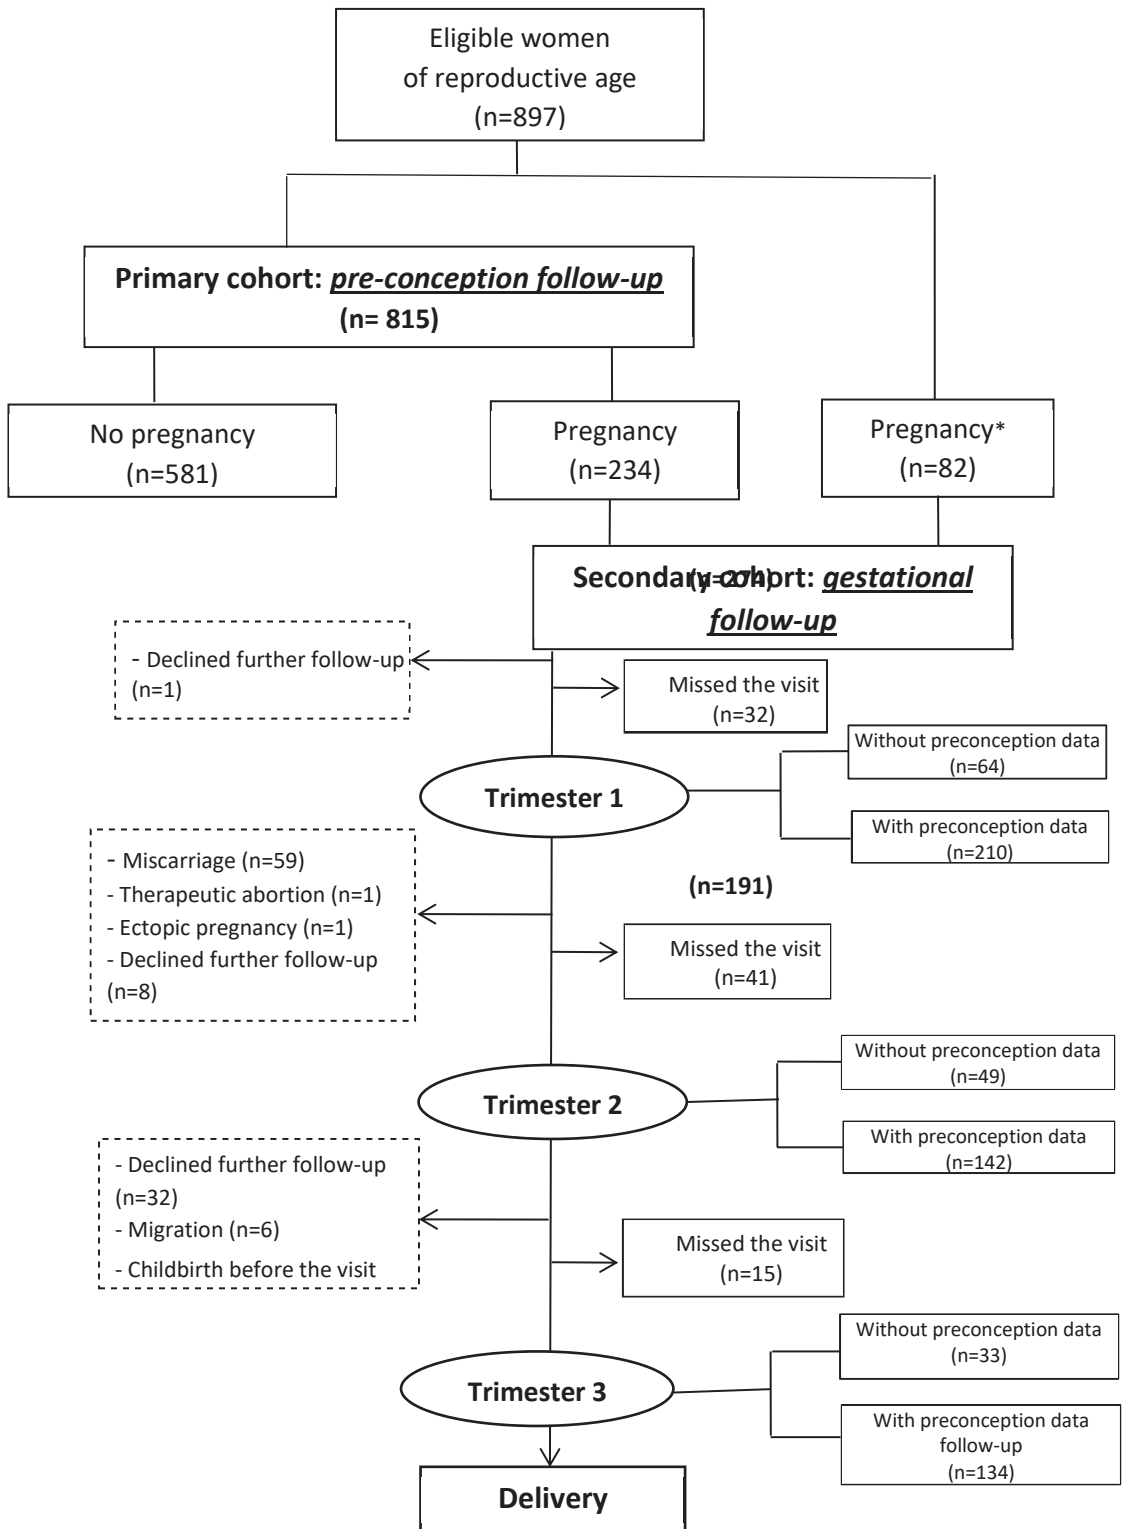 Eligible women
of reproductive age
(n=897)
Primary cohort: pre-conception follow-up
(n= 815)
No pregnancy
(n=581)
Pregnancy
(n=234)
Pregnancy*
(n=82)
Secondary cohort: gestational
(n=274)
follow-up
- Declined further follow-up
(n=1)
Missed the visit
(n=32)
Trimester 1
Without preconception data
(n=64)
With preconception data
(n=210)
- Miscarriage (n=59)
- Therapeutic abortion (n=1)
- Ectopic pregnancy (n=1)
- Declined further follow-up
(n=8)
(n=191)
Missed the visit
(n=41)
Trimester 2
Without preconception data
(n=49)
With preconception data
(n=142)
- Declined further follow-up
(n=32)
- Migration (n=6)
- Childbirth before the visit
Missed the visit
(n=15)
Trimester 3
Without preconception data
(n=33)
With preconception data
follow-up
(n=134)
Delivery